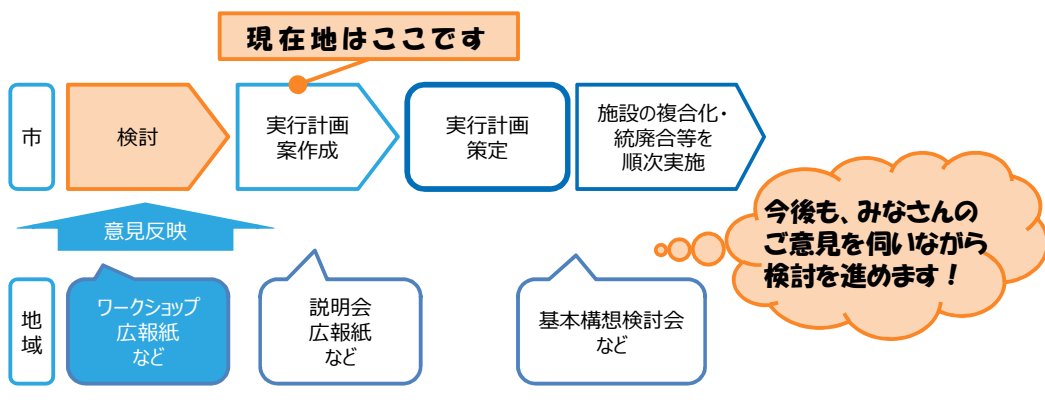 現在地はここです
市
検討
実行計画
案作成
実行計画
策定
施設の複合化・
統廃合等を
順次実施
意見反映
今後も、みなさんの
ご意見を伺いながら
検討を進めます！
地
域
ワークショップ
広報紙
など
説明会
広報紙
など
基本構想検討会
など